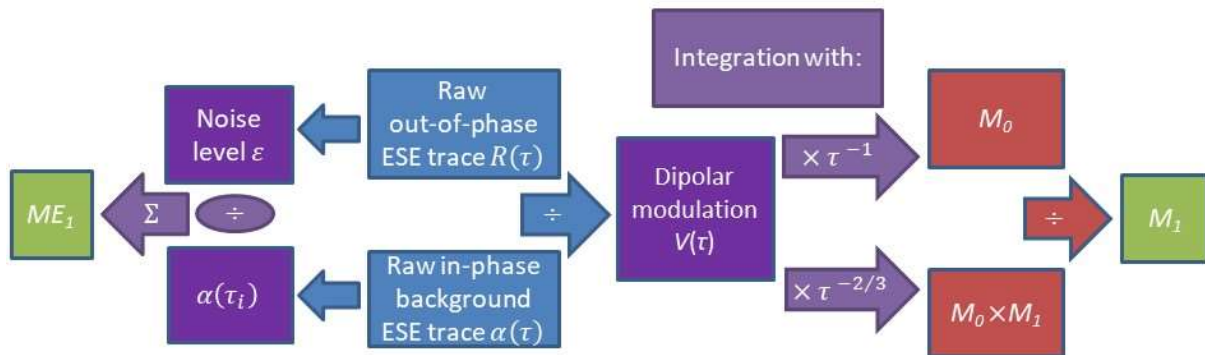 Integration with:
Noise
level ε
Raw
out-of-phase
ESE trace R(τ)
M₀
× τ⁻¹
ME₁
Σ
÷
÷
Dipolar
modulation
V(τ)
÷
M₁
α(τᵢ)
Raw in-phase
background
ESE trace α(τ)
× τ⁻²/³
M₀×M₁